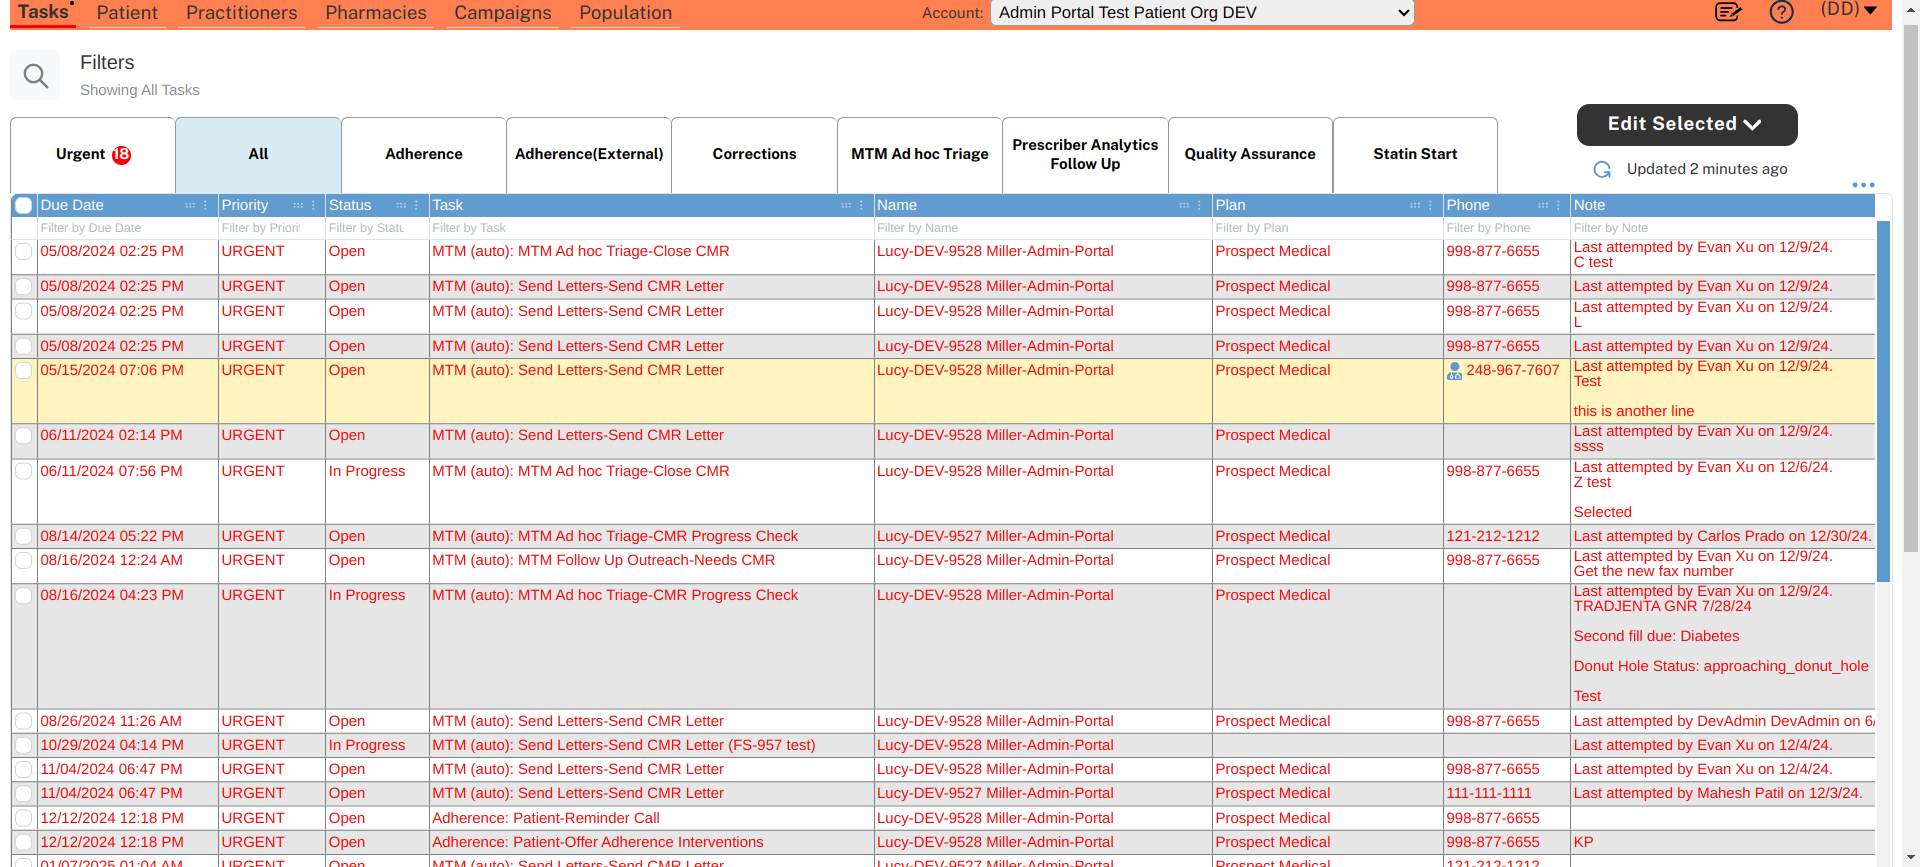 Tasks Patient Practitioners Pharmacies Campaigns Population Account: Admin Portal Test Patient Org DEV (DD)
Filters
Showing All Tasks
Urgent 18 All Adherence Adherence(External) Corrections MTM Ad hoc Triage Prescriber Analytics Follow Up Quality Assurance Statin Start
Edit Selected
Updated 2 minutes ago
Due Date Priority Status Task Name Plan Phone Note
Filter by Due Date Filter by Priorit Filter by Statu Filter by Task Filter by Name Filter by Plan Filter by Phone Filter by Note
05/08/2024 02:25 PM URGENT Open MTM (auto): MTM Ad hoc Triage-Close CMR Lucy-DEV-9528 Miller-Admin-Portal Prospect Medical 998-877-6655 Last attempted by Evan Xu on 12/9/24.
C test
05/08/2024 02:25 PM URGENT Open MTM (auto): Send Letters-Send CMR Letter Lucy-DEV-9528 Miller-Admin-Portal Prospect Medical 998-877-6655 Last attempted by Evan Xu on 12/9/24.
05/08/2024 02:25 PM URGENT Open MTM (auto): Send Letters-Send CMR Letter Lucy-DEV-9528 Miller-Admin-Portal Prospect Medical 998-877-6655 Last attempted by Evan Xu on 12/9/24.
L
05/08/2024 02:25 PM URGENT Open MTM (auto): Send Letters-Send CMR Letter Lucy-DEV-9528 Miller-Admin-Portal Prospect Medical 998-877-6655 Last attempted by Evan Xu on 12/9/24.
05/15/2024 07:06 PM URGENT Open MTM (auto): Send Letters-Send CMR Letter Lucy-DEV-9528 Miller-Admin-Portal Prospect Medical 248-967-7607 Last attempted by Evan Xu on 12/9/24.
Test
this is another line
06/11/2024 02:14 PM URGENT Open MTM (auto): Send Letters-Send CMR Letter Lucy-DEV-9528 Miller-Admin-Portal Prospect Medical Last attempted by Evan Xu on 12/9/24.
ssss
06/11/2024 07:56 PM URGENT In Progress MTM (auto): MTM Ad hoc Triage-Close CMR Lucy-DEV-9528 Miller-Admin-Portal Prospect Medical 998-877-6655 Last attempted by Evan Xu on 12/6/24.
Z test
Selected
08/14/2024 05:22 PM URGENT Open MTM (auto): MTM Ad hoc Triage-CMR Progress Check Lucy-DEV-9527 Miller-Admin-Portal Prospect Medical 121-212-1212 Last attempted by Carlos Prado on 12/30/24.
08/16/2024 12:24 AM URGENT Open MTM (auto): MTM Follow Up Outreach-Needs CMR Lucy-DEV-9528 Miller-Admin-Portal Prospect Medical 998-877-6655 Last attempted by Evan Xu on 12/9/24.
Get the new fax number
08/16/2024 04:23 PM URGENT In Progress MTM (auto): MTM Ad hoc Triage-CMR Progress Check Lucy-DEV-9528 Miller-Admin-Portal Prospect Medical Last attempted by Evan Xu on 12/9/24.
TRADJENTA GNR 7/28/24
Second fill due: Diabetes
Donut Hole Status: approaching_donut_hole
Test
08/26/2024 11:26 AM URGENT Open MTM (auto): Send Letters-Send CMR Letter Lucy-DEV-9528 Miller-Admin-Portal Prospect Medical 998-877-6655 Last attempted by DevAdmin DevAdmin on 6/
10/29/2024 04:14 PM URGENT In Progress MTM (auto): Send Letters-Send CMR Letter (FS-957 test) Lucy-DEV-9528 Miller-Admin-Portal Last attempted by Evan Xu on 12/4/24.
11/04/2024 06:47 PM URGENT Open MTM (auto): Send Letters-Send CMR Letter Lucy-DEV-9528 Miller-Admin-Portal Prospect Medical 998-877-6655 Last attempted by Evan Xu on 12/4/24.
11/04/2024 06:47 PM URGENT Open MTM (auto): Send Letters-Send CMR Letter Lucy-DEV-9527 Miller-Admin-Portal Prospect Medical 111-111-1111 Last attempted by Mahesh Patil on 12/3/24.
12/12/2024 12:18 PM URGENT Open Adherence: Patient-Reminder Call Lucy-DEV-9528 Miller-Admin-Portal Prospect Medical 998-877-6655
12/12/2024 12:18 PM URGENT Open Adherence: Patient-Offer Adherence Interventions Lucy-DEV-9528 Miller-Admin-Portal Prospect Medical 998-877-6655 KP
01/07/2025 01:04 AM URGENT Open MTM (auto): Send Letters-Send CMR Letter Lucy-DEV-9527 Miller-Admin-Portal Prospect Medical 121-212-1212